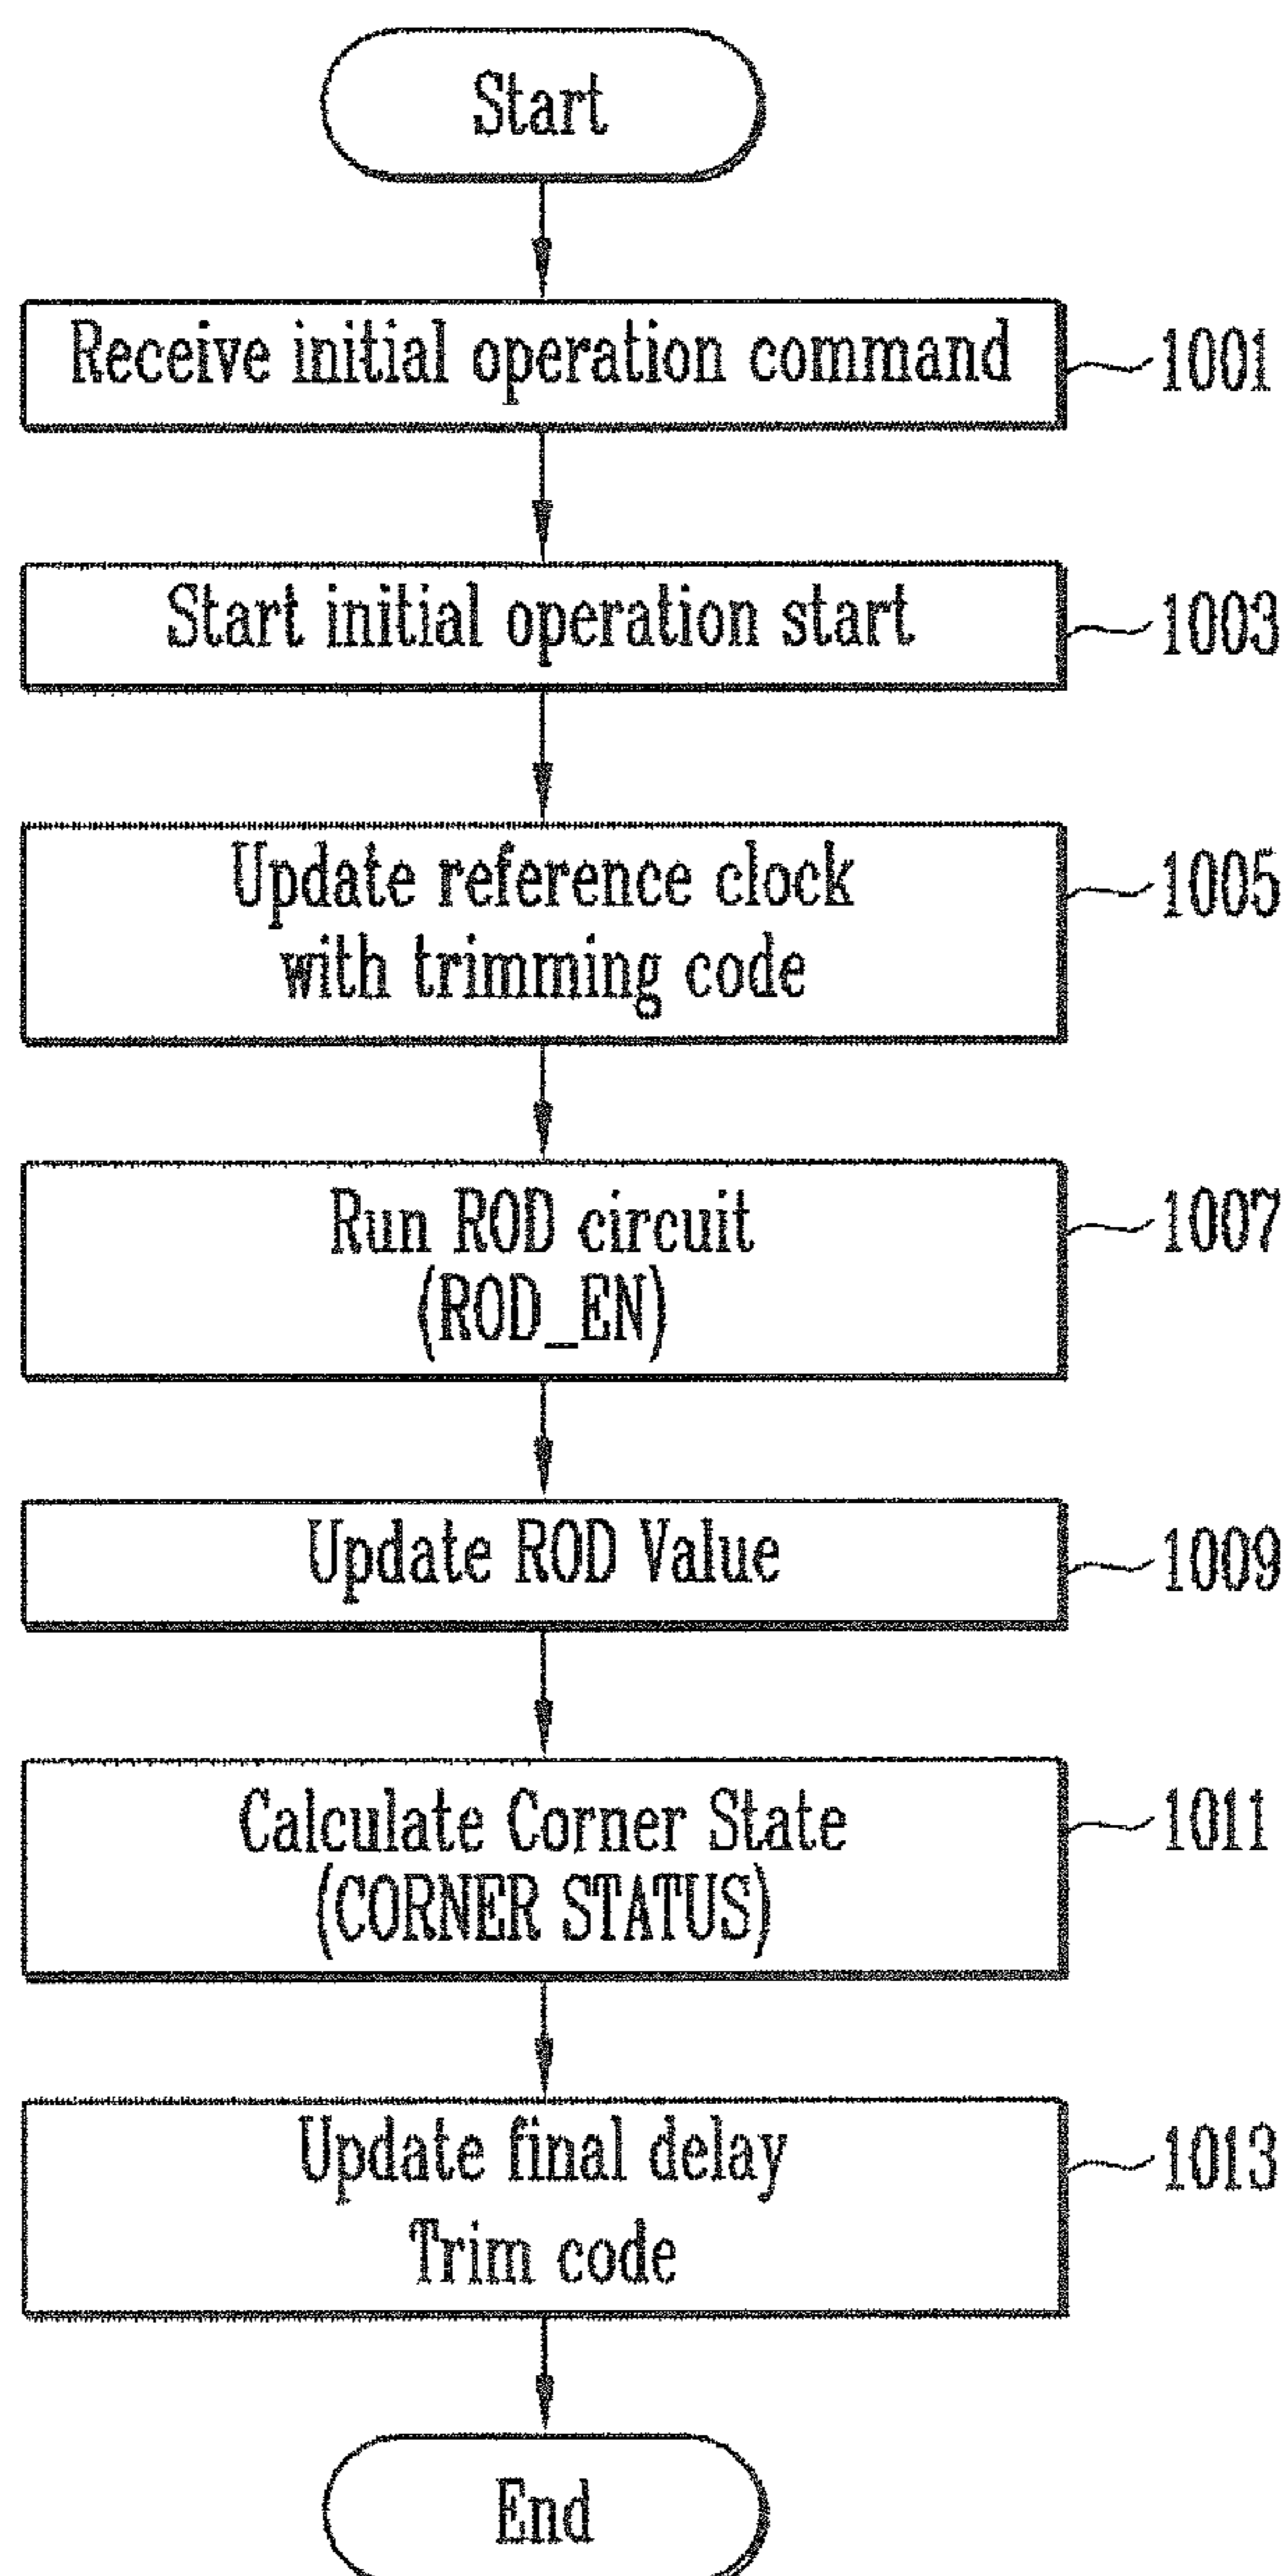 Start
Receive initial operation command
1001
Start initial operation start
1003
Update reference clock
with trimming code
1005
Run ROD circuit
(ROD_EN)
1007
Update ROD Value
1009
Calculate Corner State
(CORNER STATUS)
1011
Update final delay
Trim code
1013
End